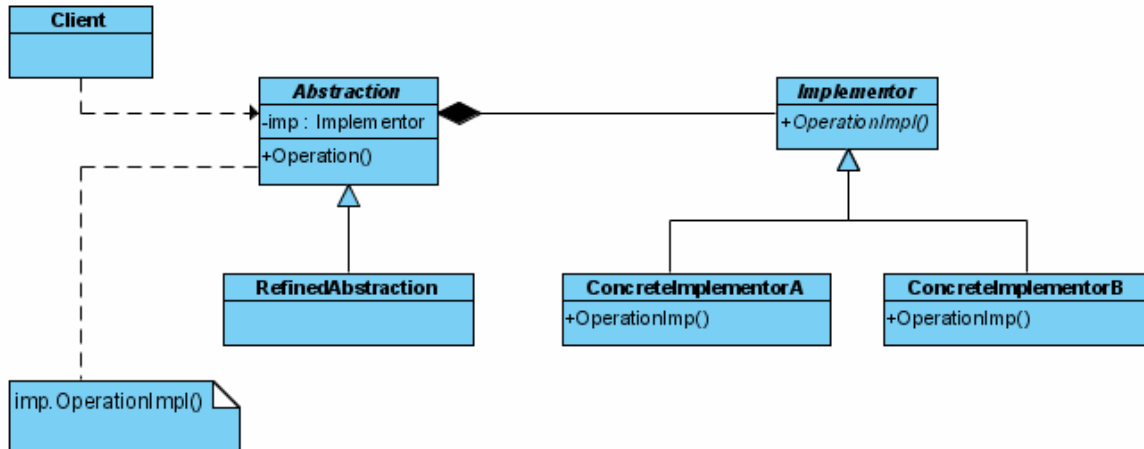 Client
Abstraction
-imp : Implementor
+Operation()
Implementor
+OperationImpl()
RefinedAbstraction
ConcreteImplementorA
+OperationImp()
ConcreteImplementorB
+OperationImp()
imp.OperationImpl()